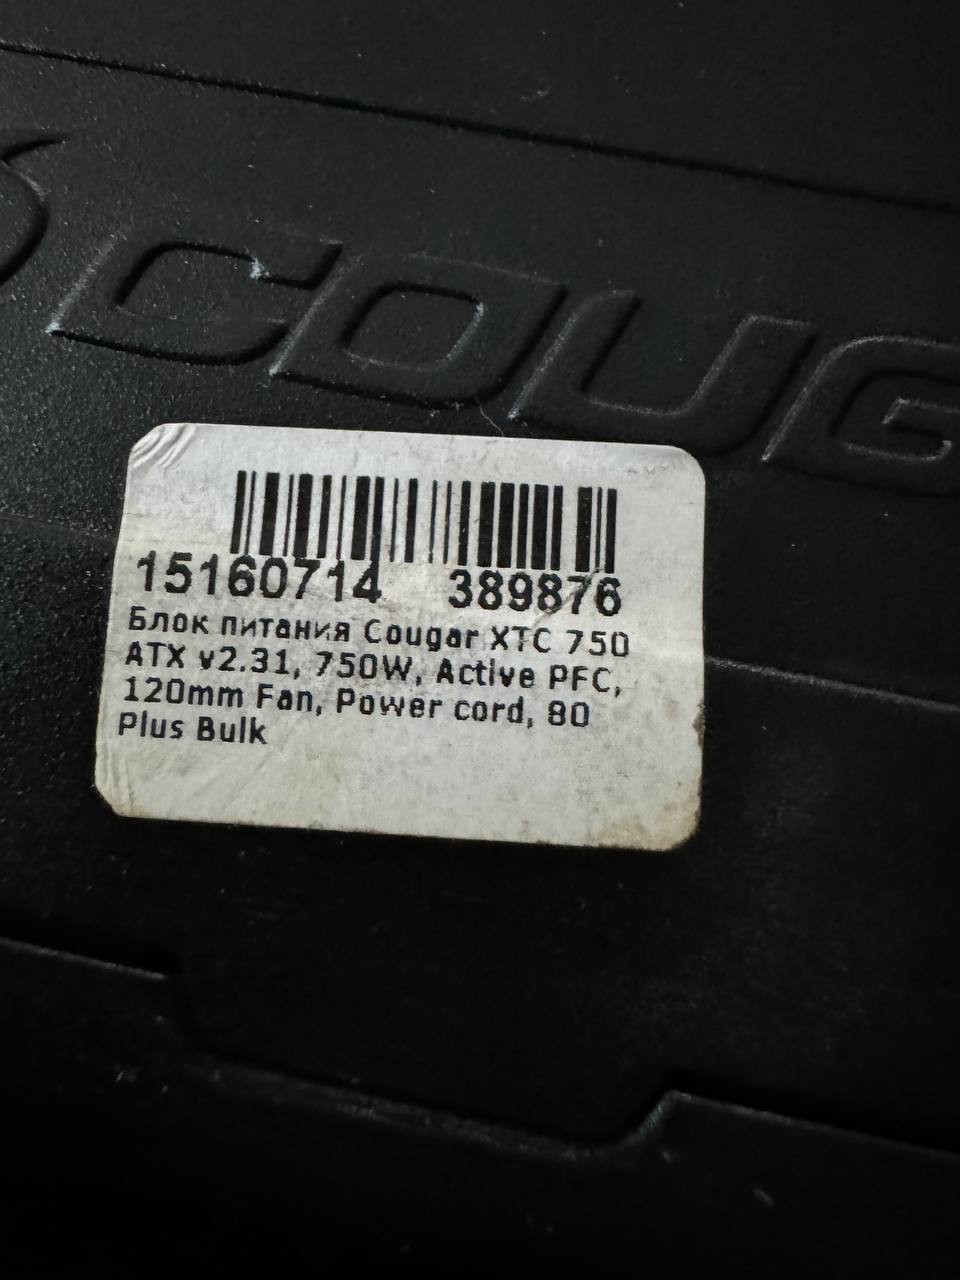 COUG
15160714 389876
Блок питания Cougar XTC 750
ATX v2.31, 750W, Active PFC,
120mm Fan, Power cord, 80
Plus Bulk